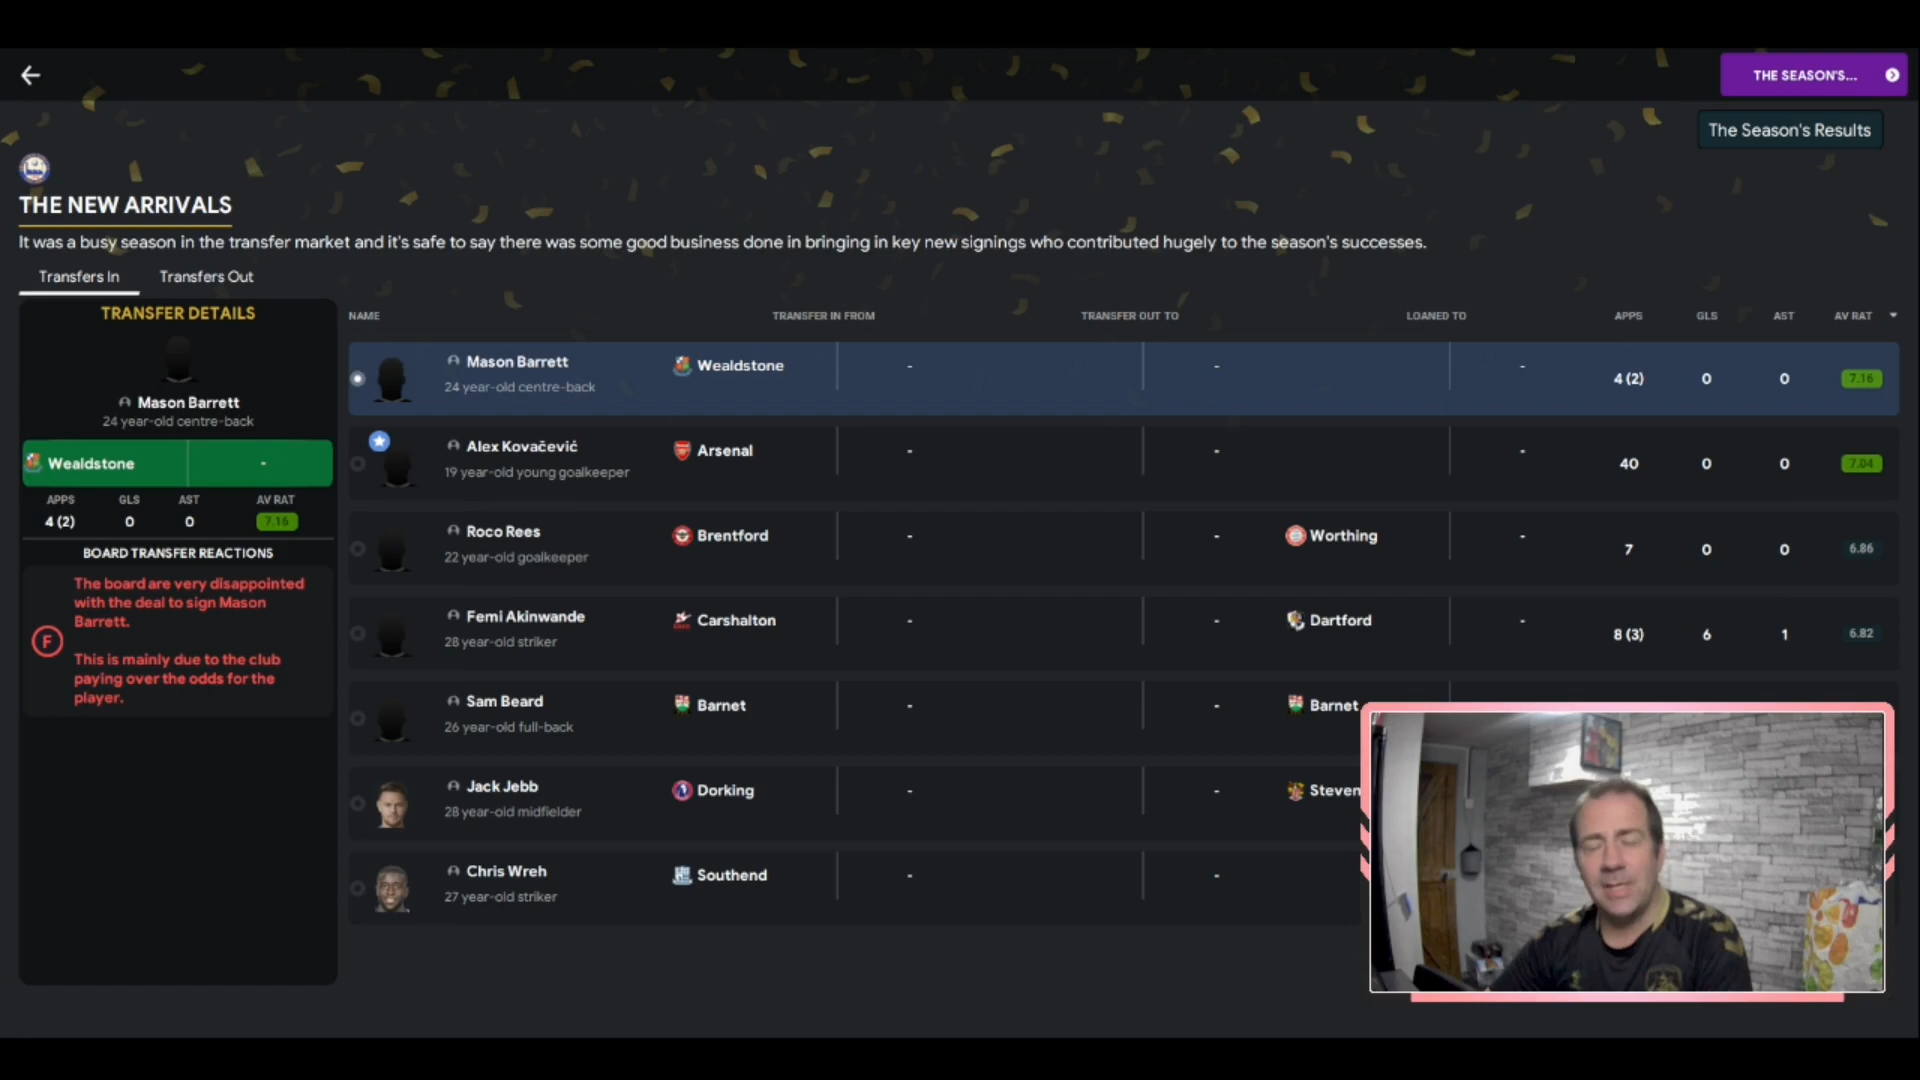 THE SEASON'S...
The Season's Results
THE NEW ARRIVALS
It was a busy season in the transfer market and it's safe to say there was some good business done in bringing in key new signings who contributed hugely to the season's successes.
Transfers In Transfers Out
TRANSFER DETAILS
Mason Barrett
24 year-old centre-back
Wealdstone -
APPS GLS AST AV RAT
4 (2) 0 0 7.16
BOARD TRANSFER REACTIONS
F
The board are very disappointed
with the deal to sign Mason
Barrett.
This is mainly due to the club
paying over the odds for the
player.
NAME TRANSFER IN FROM TRANSFER OUT TO LOANED TO APPS GLS AST AV RAT
Mason Barrett Wealdstone - - - 4 (2) 0 0 7.16
24 year-old centre-back
Alex Kovačević Arsenal - - - 40 0 0 7.04
19 year-old young goalkeeper
Roco Rees Brentford - - Worthing - 7 0 0 6.86
22 year-old goalkeeper
Femi Akinwande Carshalton - - Dartford - 8 (3) 6 1 6.82
28 year-old striker
Sam Beard Barnet - - Barnet
26 year-old full-back
Jack Jebb Dorking - - Steven
28 year-old midfielder
Chris Wreh Southend - -
27 year-old striker